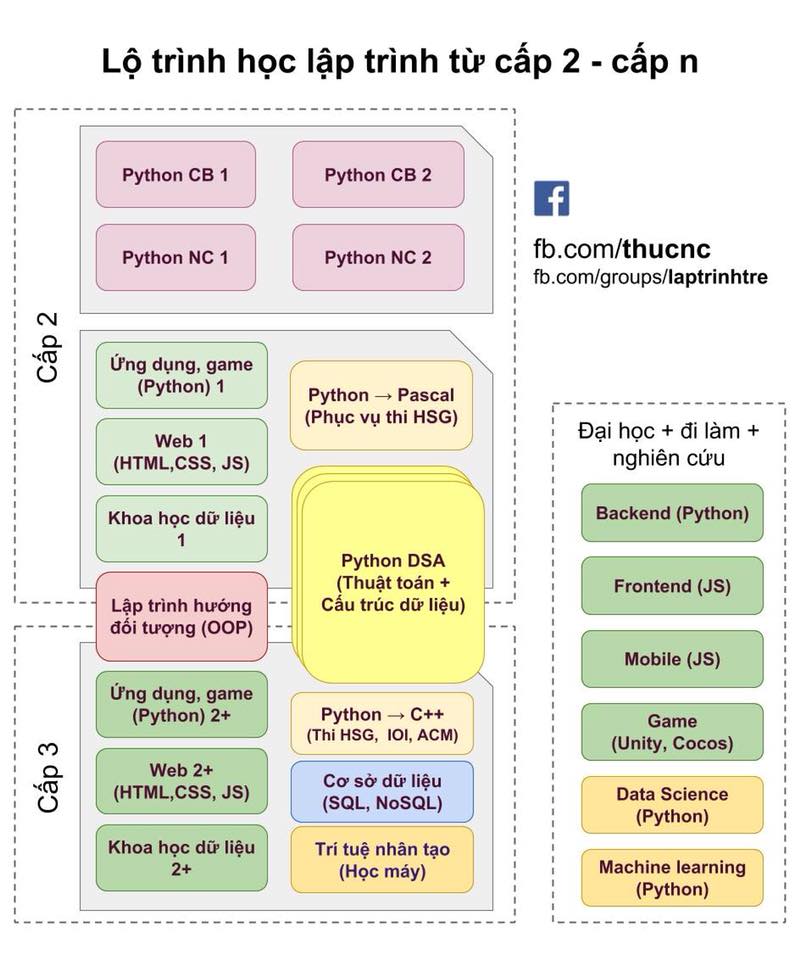 Lộ trình học lập trình từ cấp 2 - cấp n
Cấp 2
Python CB 1
Python CB 2
Python NC 1
Python NC 2
fb.com/thucnc
fb.com/groups/laptrinhtre
Ứng dụng, game
(Python) 1
Web 1
(HTML,CSS, JS)
Khoa học dữ liệu
1
Python → Pascal
(Phục vụ thi HSG)
Python DSA
(Thuật toán +
Cấu trúc dữ liệu)
Lập trình hướng
đối tượng (OOP)
Cấp 3
Ứng dụng, game
(Python) 2+
Web 2+
(HTML,CSS, JS)
Khoa học dữ liệu
2+
Python → C++
(Thi HSG, IOI, ACM)
Cơ sở dữ liệu
(SQL, NoSQL)
Trí tuệ nhân tạo
(Học máy)
Đại học + đi làm +
nghiên cứu
Backend (Python)
Frontend (JS)
Mobile (JS)
Game
(Unity, Cocos)
Data Science
(Python)
Machine learning
(Python)